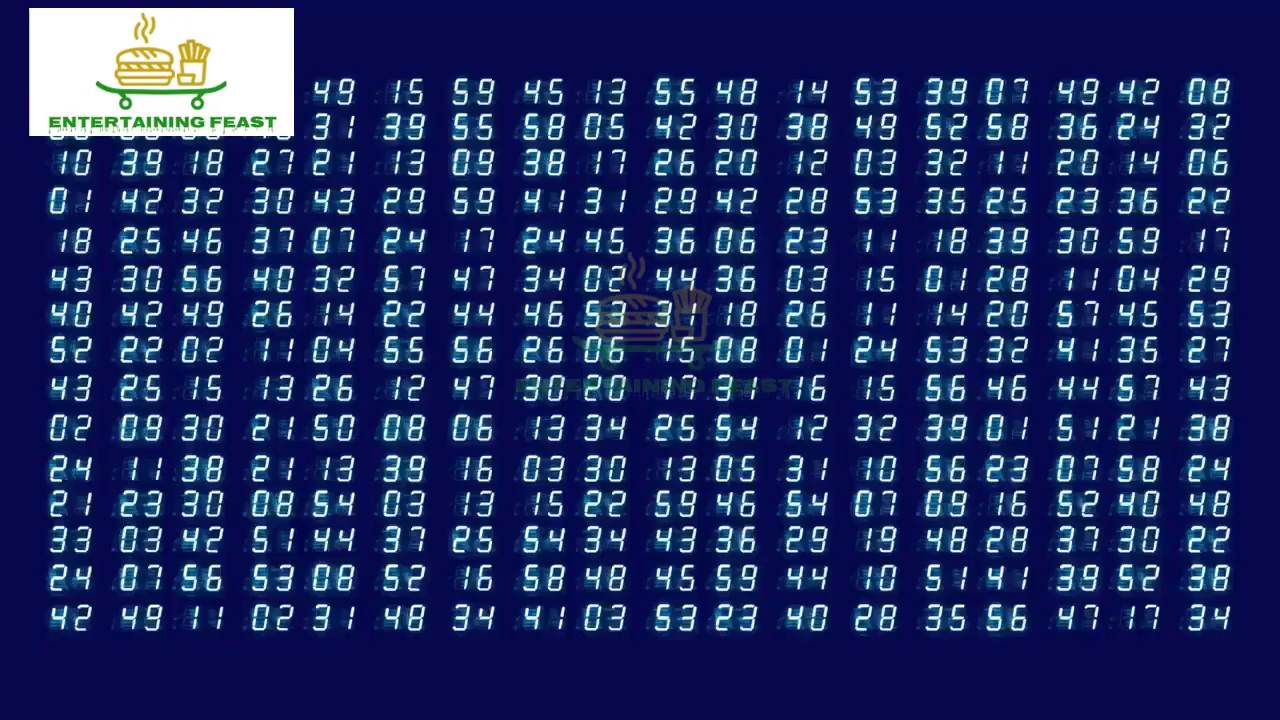 ENTERTAINING FEAST
49 15 59 45 13 55 48 14 53 39 07 49 42 08
31 39 55 58 05 42 30 38 49 52 58 36 24 32
10 39 18 27 21 13 09 38 17 26 20 12 03 32 11 20 14 06
01 42 32 30 43 29 59 41 31 29 42 28 53 35 25 23 36 22
18 25 46 37 07 24 17 24 45 36 06 23 11 18 39 30 59 17
43 30 56 40 32 57 47 34 02 44 36 03 15 01 28 11 04 29
40 42 49 26 14 22 44 46 18 26 11 14 20 57 45 53
52 22 02 11 04 55 56 26 08 01 24 53 32 41 35 27
43 25 15 13 26 12 47 30 20 17 16 15 56 46 44 57 43
02 09 30 21 50 08 06 13 34 25 54 12 32 39 01 51 21 38
24 11 38 21 13 39 16 03 30 13 05 31 10 56 23 07 58 24
21 23 30 08 54 03 13 15 22 59 46 54 07 09 16 52 40 48
33 03 42 51 44 37 25 54 34 43 36 29 19 48 28 37 30 22
24 07 56 53 08 52 16 58 48 45 59 44 10 51 41 39 52 38
42 49 11 02 31 48 34 41 03 53 23 40 28 35 56 47 17 34
ENTERTAINING FEAST